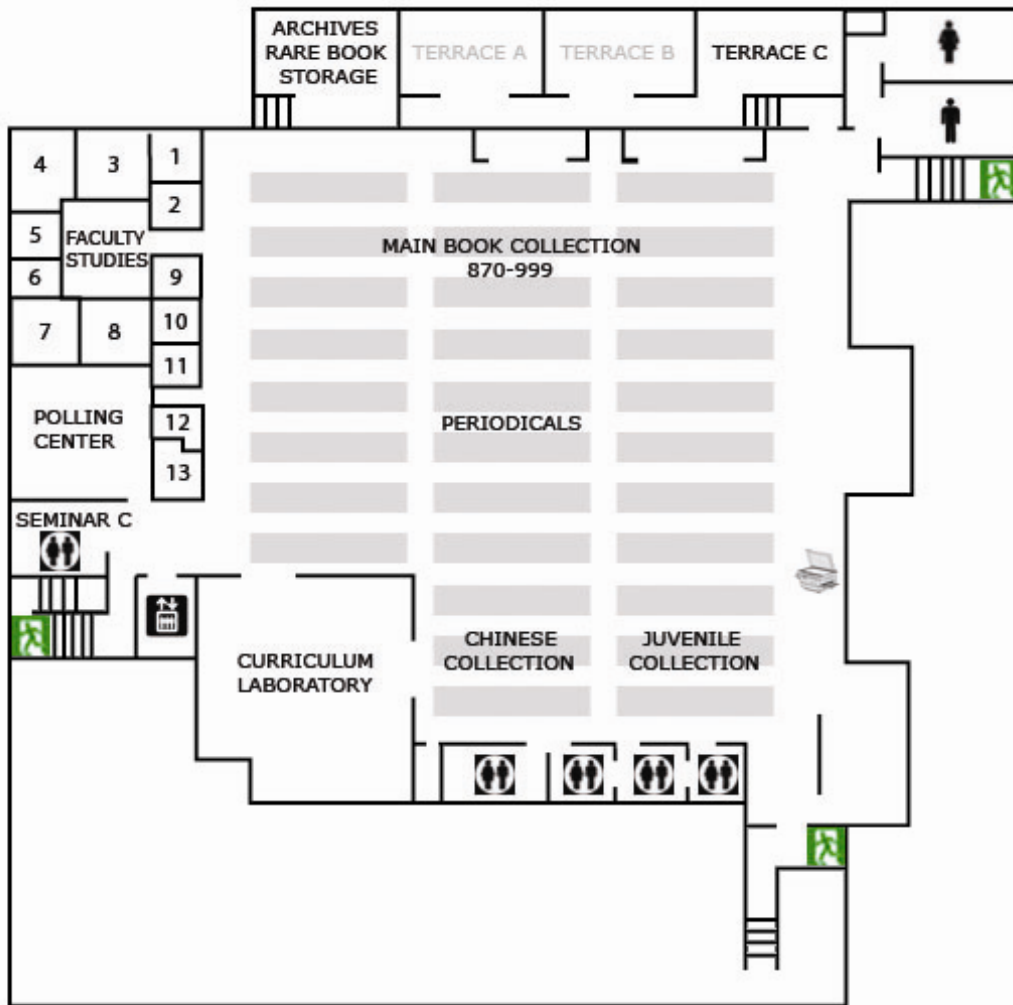 ARCHIVES
RARE BOOK
STORAGE
TERRACE A
TERRACE B
TERRACE C
4
3
1
2
5
FACULTY
STUDIES
6
9
7
8
10
11
MAIN BOOK COLLECTION
870-999
POLLING
CENTER
12
13
PERIODICALS
SEMINAR C
CURRICULUM
LABORATORY
CHINESE
COLLECTION
JUVENILE
COLLECTION